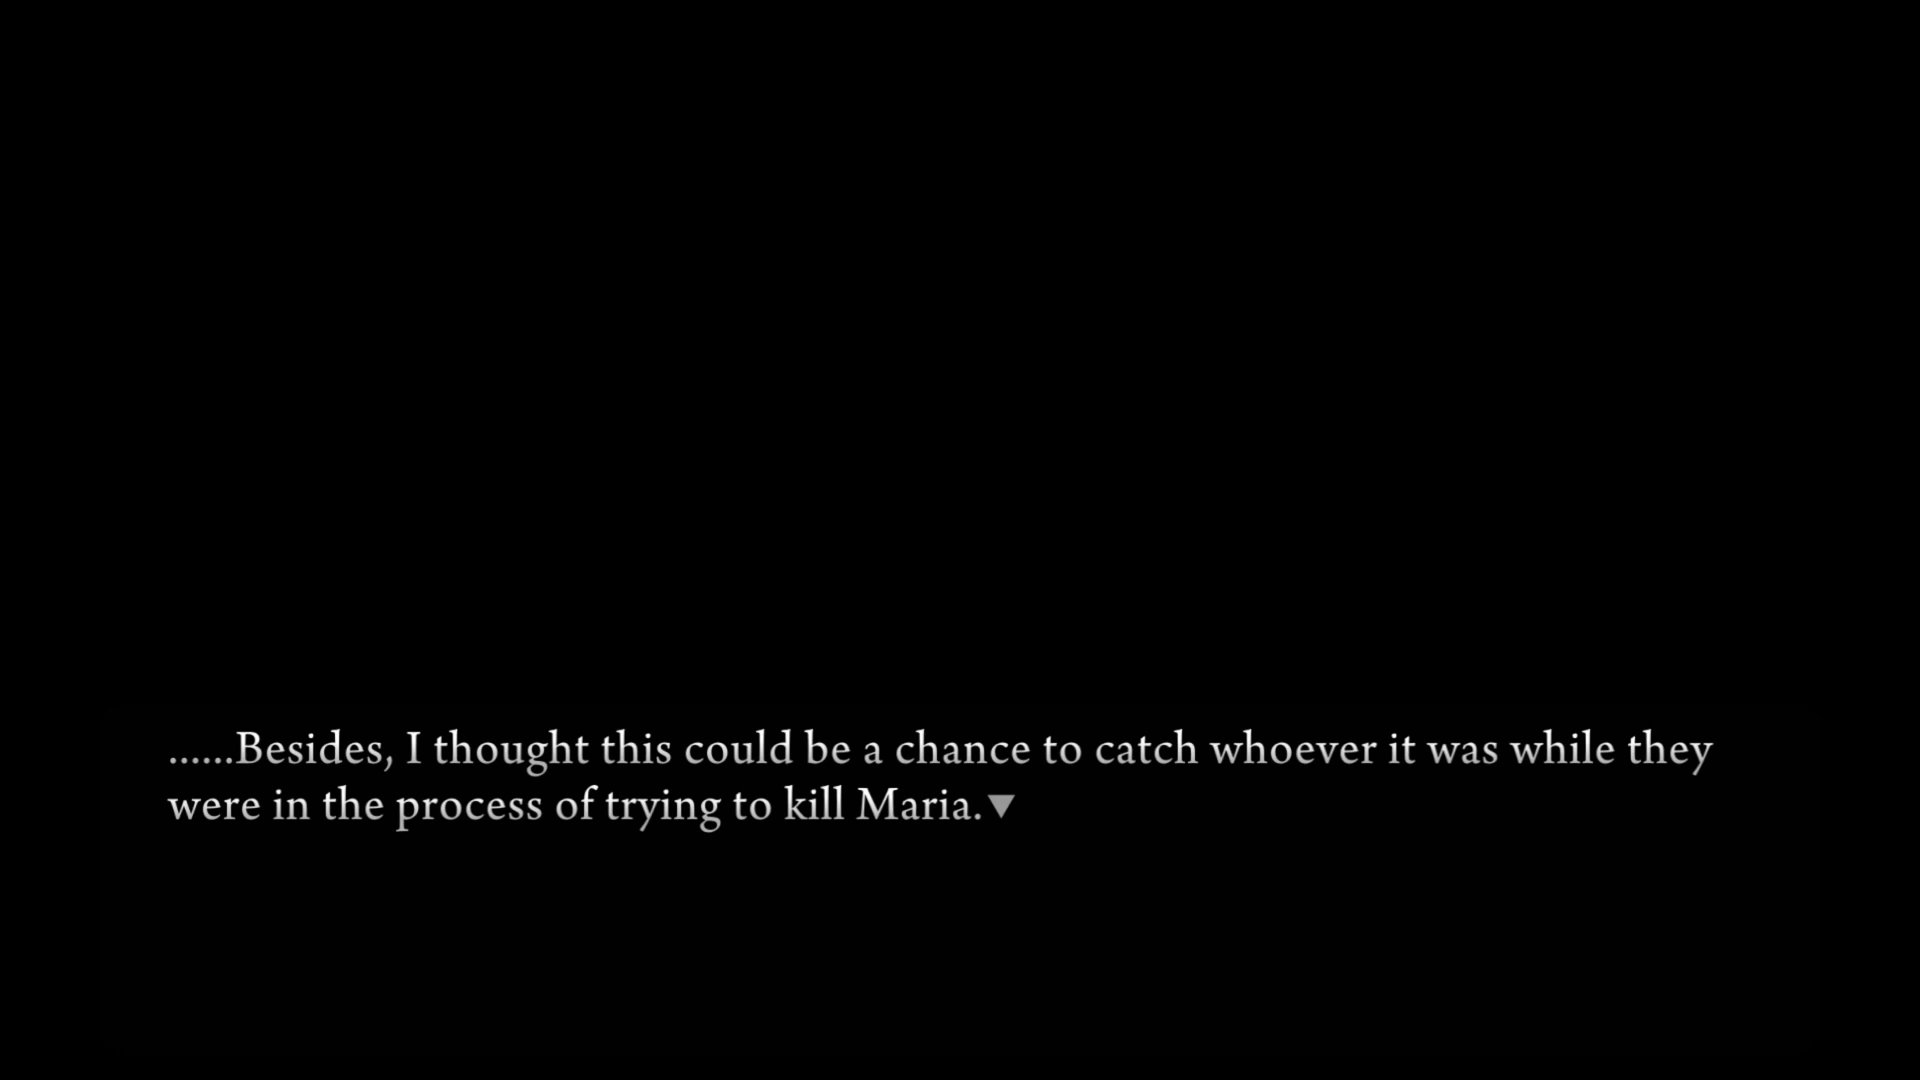 ......Besides, I thought this could be a chance to catch whoever it was while they
were in the process of trying to kill Maria.